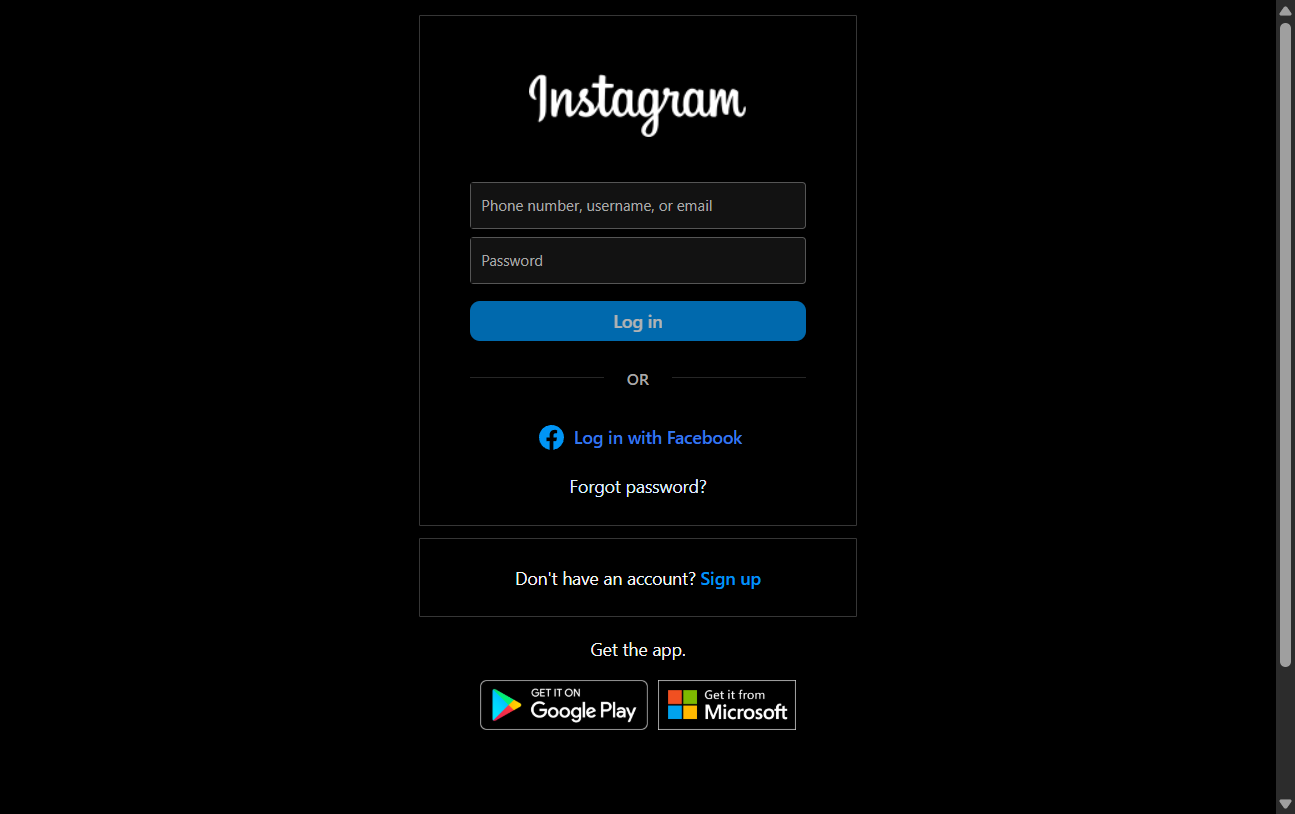 Instagram
Phone number, username, or email
Password
Log in
OR
Log in with Facebook
Forgot password?
Don't have an account? Sign up
Get the app.
GET IT ON
Google Play
Get it from
Microsoft